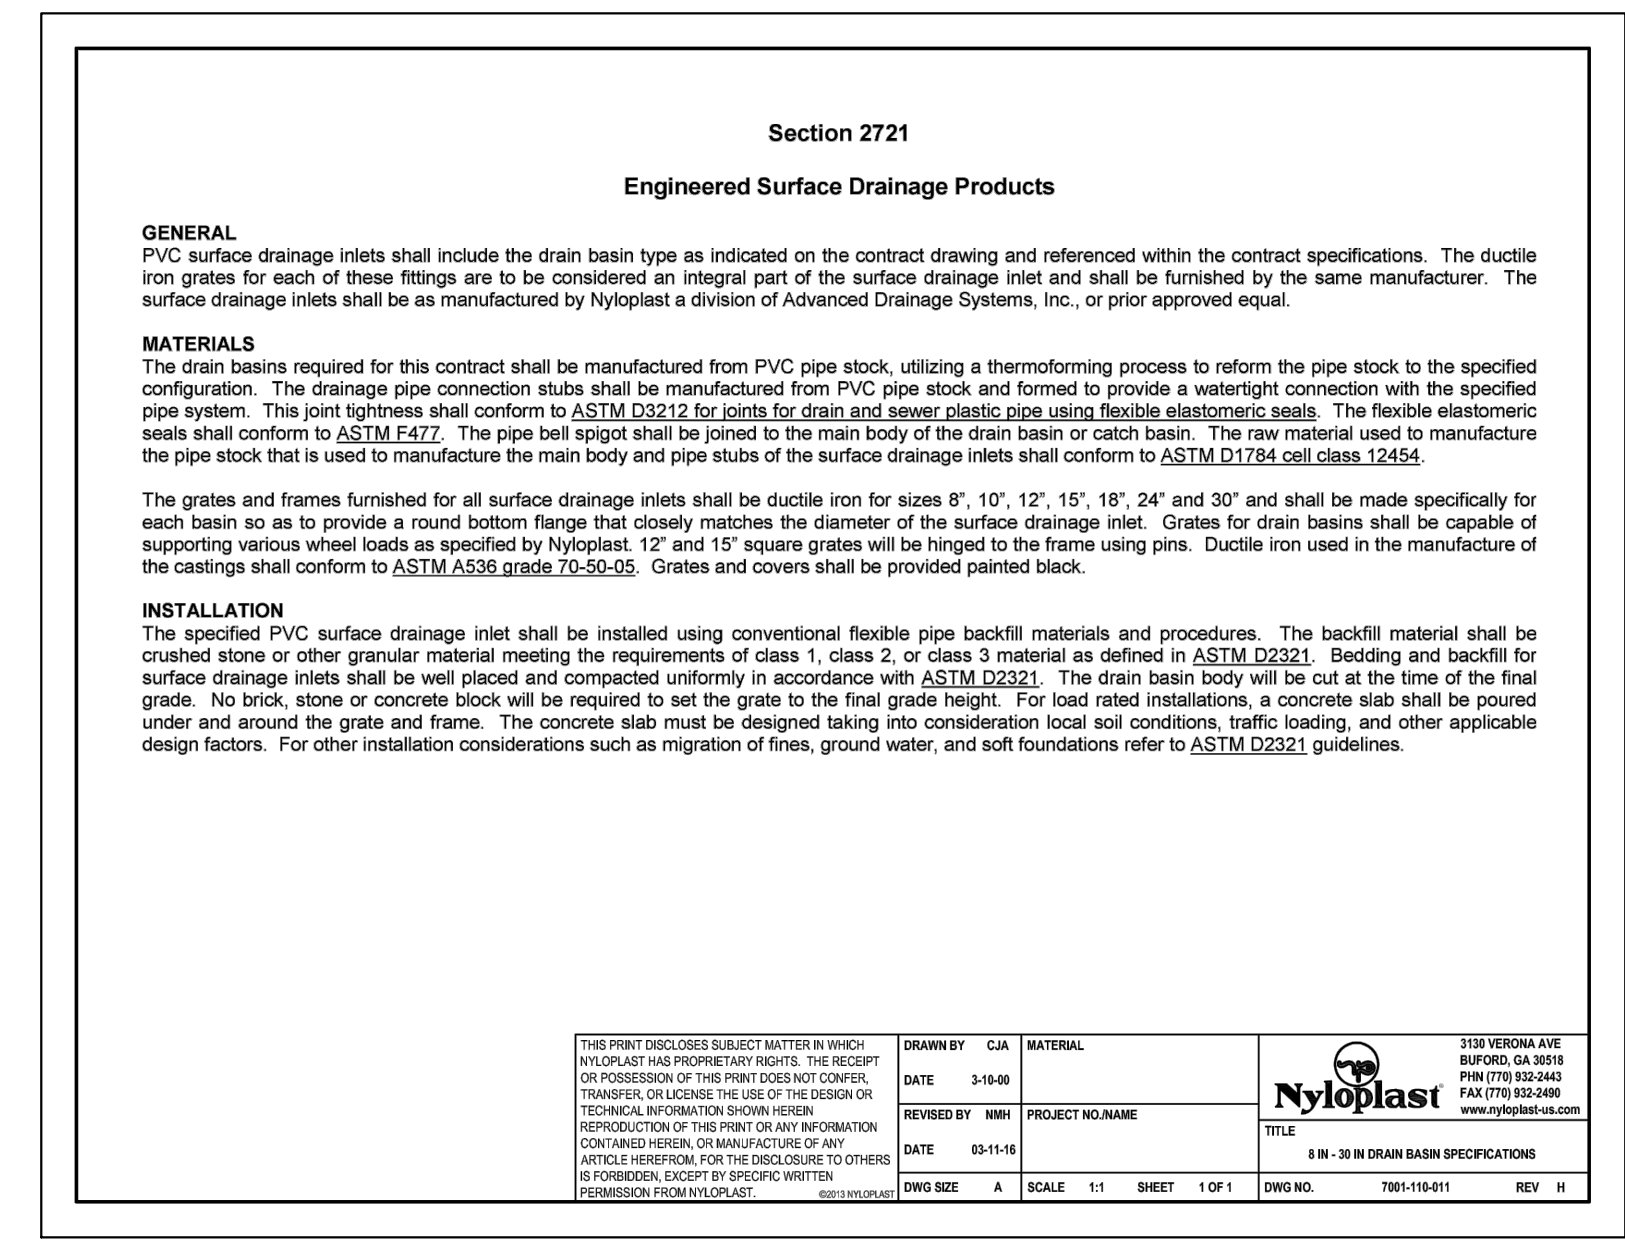 Section 2721
Engineered Surface Drainage Products
GENERAL
PVC surface drainage inlets shall include the drain basin type as indicated on the contract drawing and referenced within the contract specifications. The ductile
iron grates for each of these fittings are to be considered an integral part of the surface drainage inlet and shall be furnished by the same manufacturer. The
surface drainage inlets shall be as manufactured by Nyloplast a division of Advanced Drainage Systems, Inc., or prior approved equal.
MATERIALS
The drain basins required for this contract shall be manufactured from PVC pipe stock, utilizing a thermoforming process to reform the pipe stock to the specified
configuration. The drainage pipe connection stubs shall be manufactured from PVC pipe stock and formed to provide a watertight connection with the specified
pipe system. This joint tightness shall conform to ASTM D3212 for joints for drain and sewer plastic pipe using flexible elastomeric seals. The flexible elastomeric
seals shall conform to ASTM F477. The pipe bell spigot shall be joined to the main body of the drain basin or catch basin. The raw material used to manufacture
the pipe stock that is used to manufacture the main body and pipe stubs of the surface drainage inlets shall conform to ASTM D1784 cell class 12454.
The grates and frames furnished for all surface drainage inlets shall be ductile iron for sizes 8”, 10”, 12”, 15”, 18”, 24” and 30” and shall be made specifically for
each basin so as to provide a round bottom flange that closely matches the diameter of the surface drainage inlet. Grates for drain basins shall be capable of
supporting various wheel loads as specified by Nyloplast. 12” and 15” square grates will be hinged to the frame using pins. Ductile iron used in the manufacture of
the castings shall conform to ASTM A536 grade 70-50-05. Grates and covers shall be provided painted black.
INSTALLATION
The specified PVC surface drainage inlet shall be installed using conventional flexible pipe backfill materials and procedures. The backfill material shall be
crushed stone or other granular material meeting the requirements of class 1, class 2, or class 3 material as defined in ASTM D2321. Bedding and backfill for
surface drainage inlets shall be well placed and compacted uniformly in accordance with ASTM D2321. The drain basin body will be cut at the time of the final
grade. No brick, stone or concrete block will be required to set the grate to the final grade height. For load rated installations, a concrete slab shall be poured
under and around the grate and frame. The concrete slab must be designed taking into consideration local soil conditions, traffic loading, and other applicable
design factors. For other installation considerations such as migration of fines, ground water, and soft foundations refer to ASTM D2321 guidelines.
THIS PRINT DISCLOSES SUBJECT MATTER IN WHICH
NYLOPLAST HAS PROPRIETARY RIGHTS. THE RECEIPT
OR POSSESSION OF THIS PRINT DOES NOT CONFER,
TRANSFER, OR LICENSE THE USE OF THE DESIGN OR
TECHNICAL INFORMATION SHOWN HEREIN
REPRODUCTION OF THIS PRINT OR ANY INFORMATION
CONTAINED HEREIN, OR MANUFACTURE OF ANY
ARTICLE HEREFROM, FOR THE DISCLOSURE TO OTHERS
IS FORBIDDEN, EXCEPT BY SPECIFIC WRITTEN
PERMISSION FROM NYLOPLAST.
©2013 NYLOPLAST
DRAWN BY CJA
DATE 3-10-00
REVISED BY NMH
DATE 03-11-16
DWG SIZE A
MATERIAL
PROJECT NO./NAME
SCALE 1:1 SHEET 1 OF 1
Nyloplast®
3130 VERONA AVE
BUFORD, GA 30518
PHN (770) 932-2443
FAX (770) 932-2490
www.nyloplast-us.com
TITLE
8 IN - 30 IN DRAIN BASIN SPECIFICATIONS
DWG NO. 7001-110-011 REV H